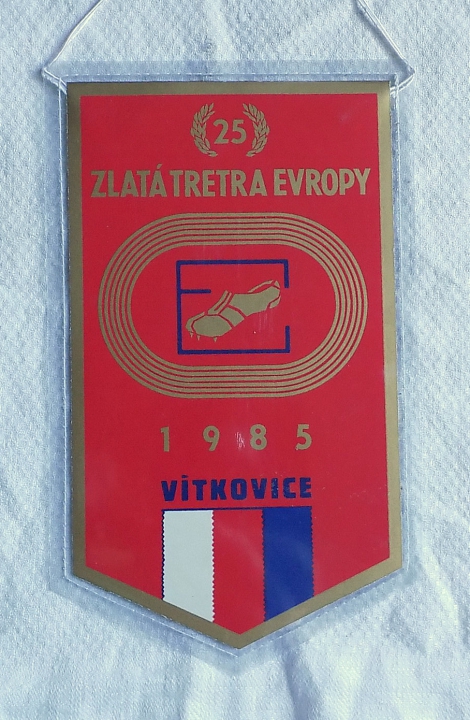 25
ZLATÁ TRETRA EVROPY
1985
VÍTKOVICE